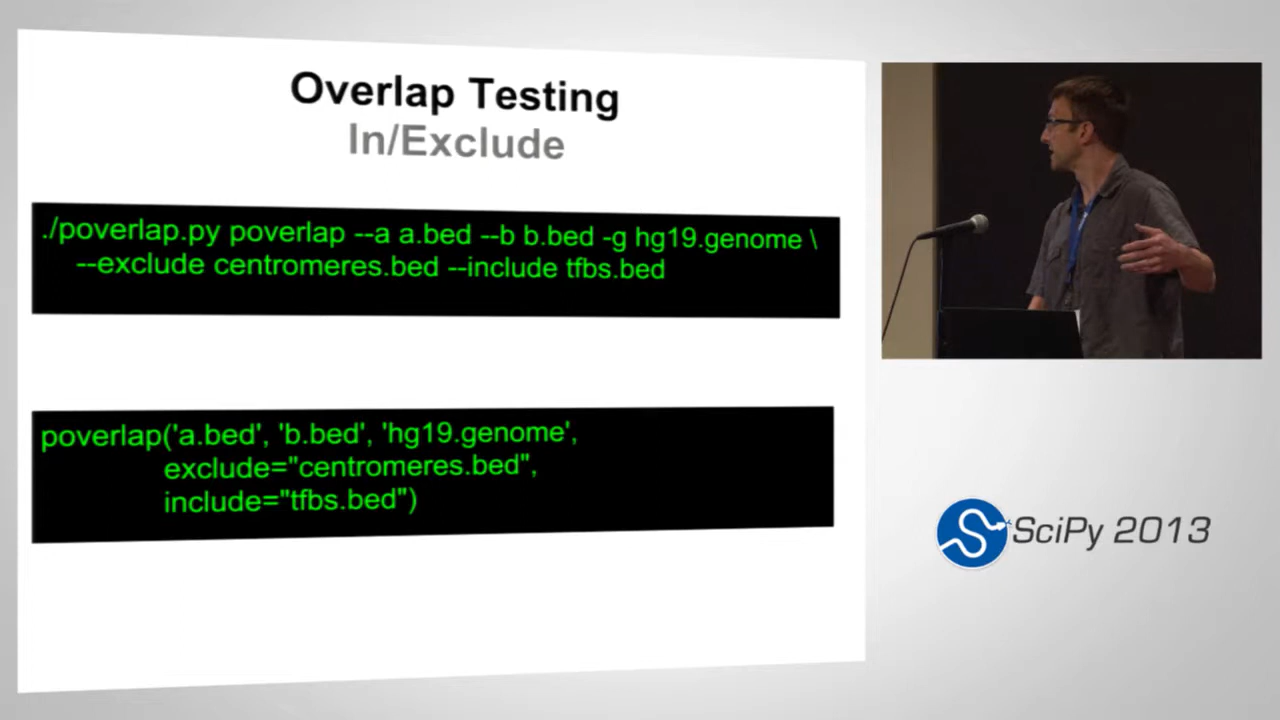 Overlap Testing
In/Exclude
./poverlap.py poverlap --a a.bed --b b.bed -g hg19.genome \
--exclude centromeres.bed --include tfbs.bed
poverlap('a.bed', 'b.bed', 'hg19.genome',
exclude="centromeres.bed",
include="tfbs.bed")
SciPy 2013